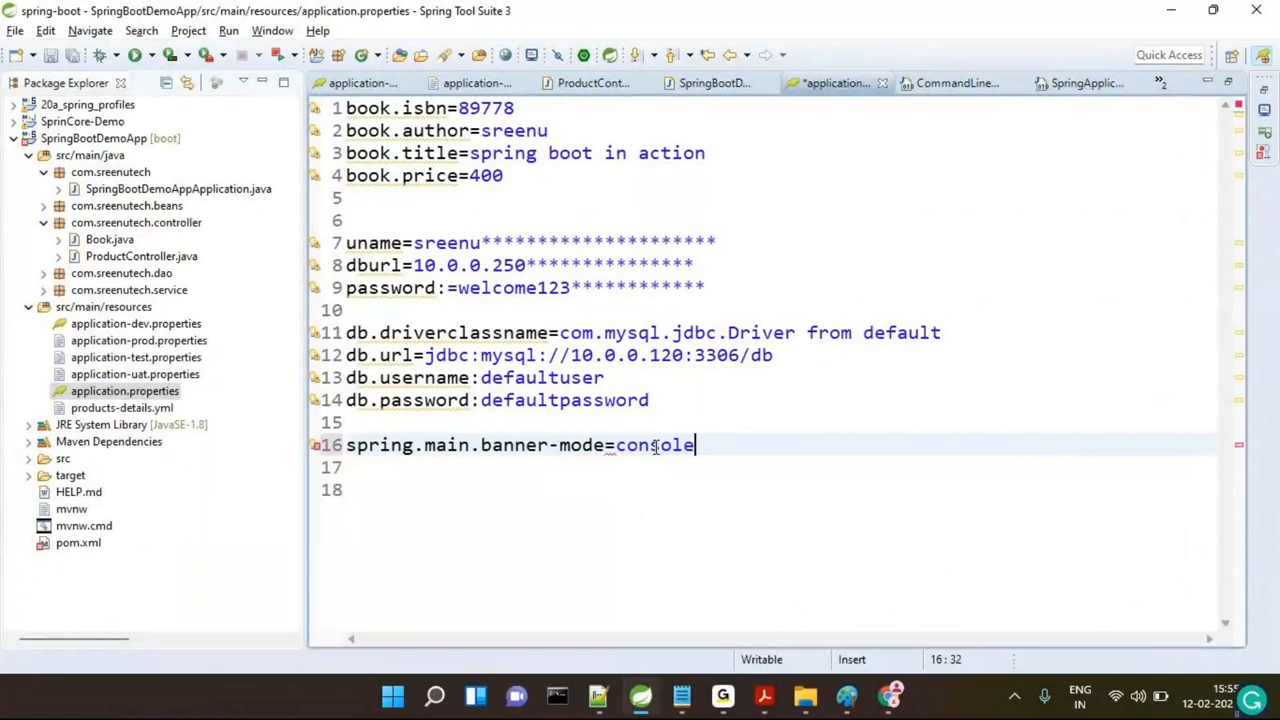 spring-boot - SpringBootDemoApp/src/main/resources/application.properties - Spring Tool Suite 3
File Edit Navigate Search Project Run Window Help
Quick Access
Package Explorer
application-... application-... ProductCont... SpringBootD... *application... CommandLine... SpringApplic... »2
20a_spring_profiles
SprinCore-Demo
SpringBootDemoApp [boot]
src/main/java
com.sreenutech
SpringBootDemoAppApplication.java
com.sreenutech.beans
com.sreenutech.controller
Book.java
ProductController.java
com.sreenutech.dao
com.sreenutech.service
src/main/resources
application-dev.properties
application-prod.properties
application-test.properties
application-uat.properties
application.properties
products-details.yml
JRE System Library [JavaSE-1.8]
Maven Dependencies
src
target
HELP.md
mvnw
mvnw.cmd
pom.xml
1 book.isbn=89778
2 book.author=sreenu
3 book.title=spring boot in action
4 book.price=400
5
6
7 uname=sreenu*********************
8 dburl=10.0.0.250***************
9 password:=welcome123************
10
11 db.driverclassname=com.mysql.jdbc.Driver from default
12 db.url=jdbc:mysql://10.0.0.120:3306/db
13 db.username:defaultuser
14 db.password:defaultpassword
15
16 spring.main.banner-mode=console
17
18
Writable Insert 16:32
ENG
IN
15:55
12-02-202